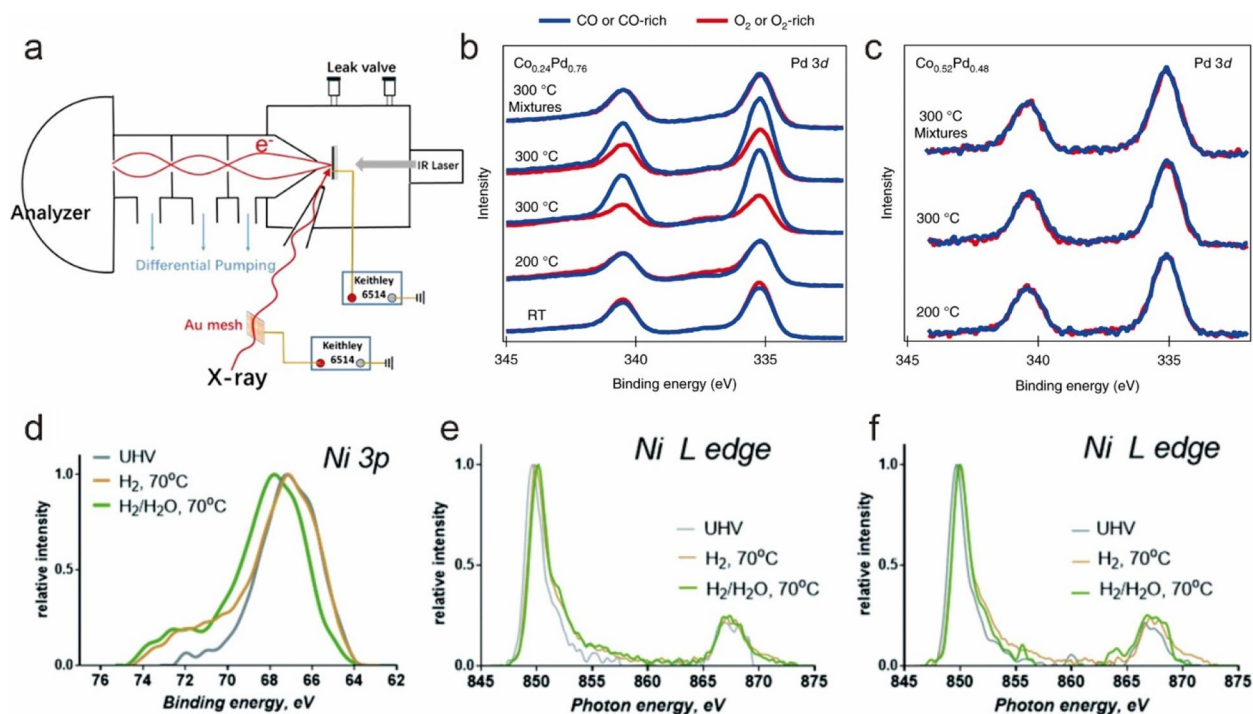 CO or CO-rich
O₂ or O₂-rich
a
Leak valve
e⁻
IR Laser
Analyzer
Differential Pumping
Keithley
6514
Au mesh
Keithley
6514
X-ray
b
Co₀.₂₄Pd₀.₇₆
Pd 3d
300 °C
Mixtures
300 °C
300 °C
200 °C
RT
Intensity
345
340
335
Binding energy (eV)
c
Co₀.₅₂Pd₀.₄₈
Pd 3d
300 °C
Mixtures
300 °C
200 °C
Intensity
345
340
335
Binding energy (eV)
d
Ni 3p
UHV
H₂, 70°C
H₂/H₂O, 70°C
relative intensity
1.0
0.5
0.0
76 74 72 70 68 66 64 62
Binding energy, eV
e
Ni L edge
UHV
H₂, 70°C
H₂/H₂O, 70°C
relative intensity
1.0
0.5
0.0
845 850 855 860 865 870 875
Photon energy, eV
f
Ni L edge
UHV
H₂, 70°C
H₂/H₂O, 70°C
relative intensity
1.0
0.5
0.0
845 850 855 860 865 870 875
Photon energy, eV